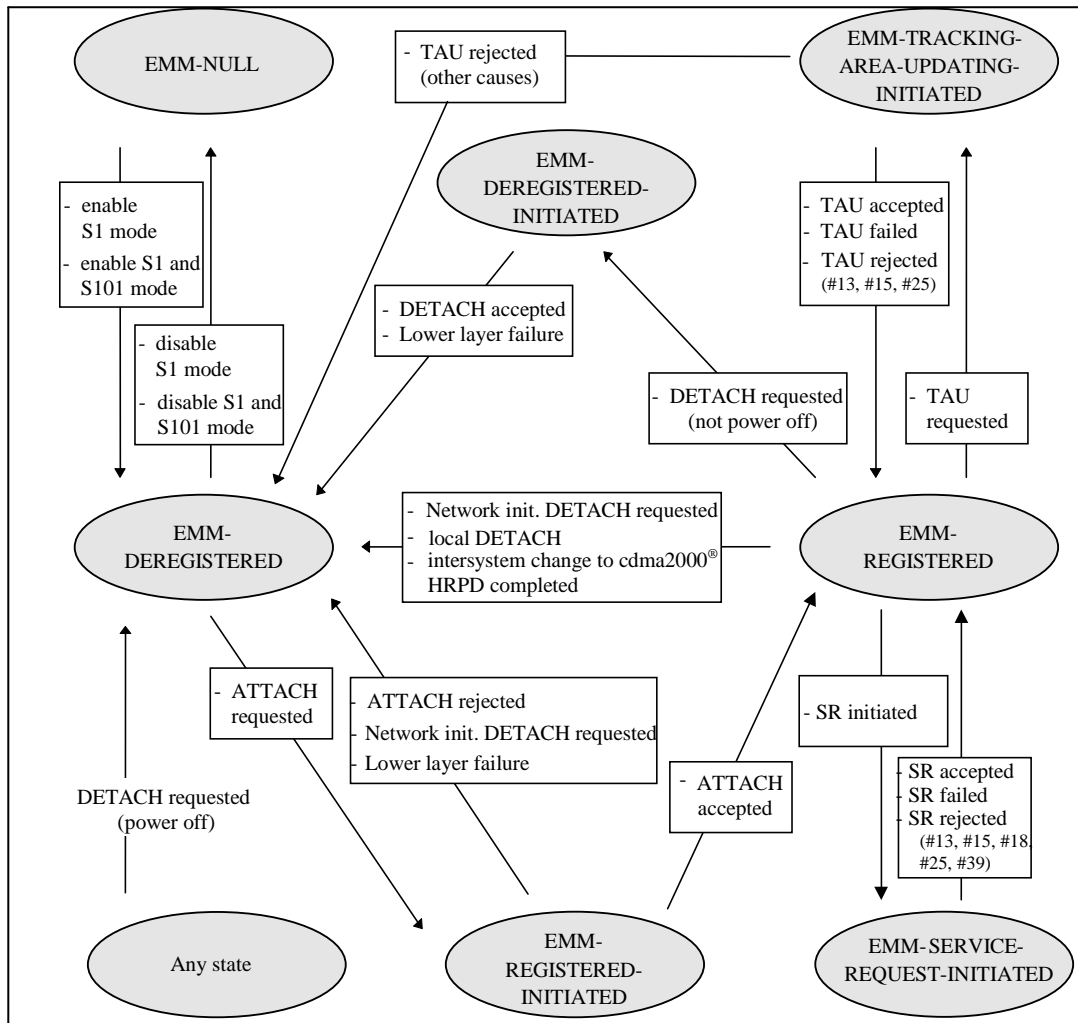 EMM-NULL
- TAU rejected
(other causes)
EMM-TRACKING-
AREA-UPDATING-
INITIATED
EMM-
DEREGISTERED-
INITIATED
- enable
S1 mode
- enable S1 and
S101 mode
- TAU accepted
- TAU failed
- TAU rejected
(#13, #15, #25)
- DETACH accepted
- Lower layer failure
- disable
S1 mode
- disable S1 and
S101 mode
- DETACH requested
(not power off)
- TAU
requested
EMM-
DEREGISTERED
- Network init. DETACH requested
- local DETACH
- intersystem change to cdma2000®
HRPD completed
EMM-
REGISTERED
- ATTACH
requested
- ATTACH rejected
- Network init. DETACH requested
- Lower layer failure
- SR initiated
- ATTACH
accepted
- SR accepted
- SR failed
- SR rejected
(#13, #15, #18,
#25, #39)
DETACH requested
(power off)
Any state
EMM-
REGISTERED-
INITIATED
EMM-SERVICE-
REQUEST-INITIATED